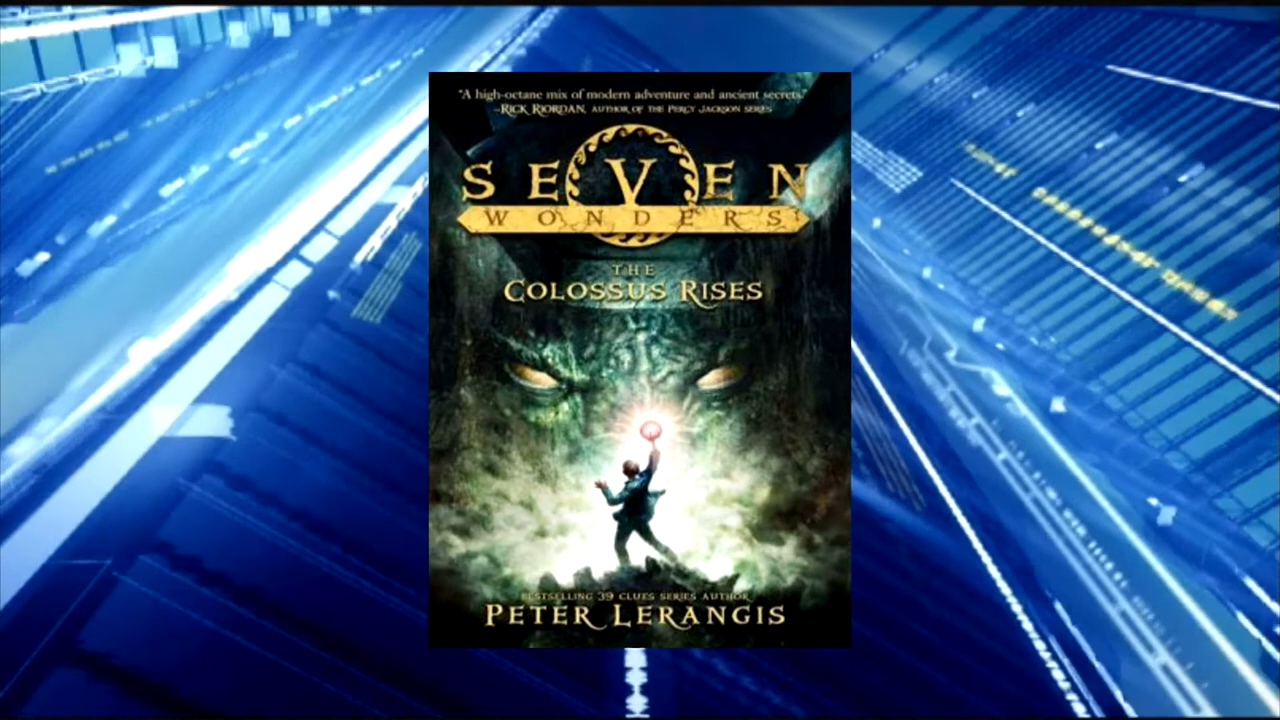 "A high-octane mix of modern adventure and ancient secrets."
–RICK RIORDAN, AUTHOR OF THE PERCY JACKSON SERIES
SEVEN
WONDERS
THE
COLOSSUS RISES
BESTSELLING 39 CLUES SERIES AUTHOR
PETER LERANGIS